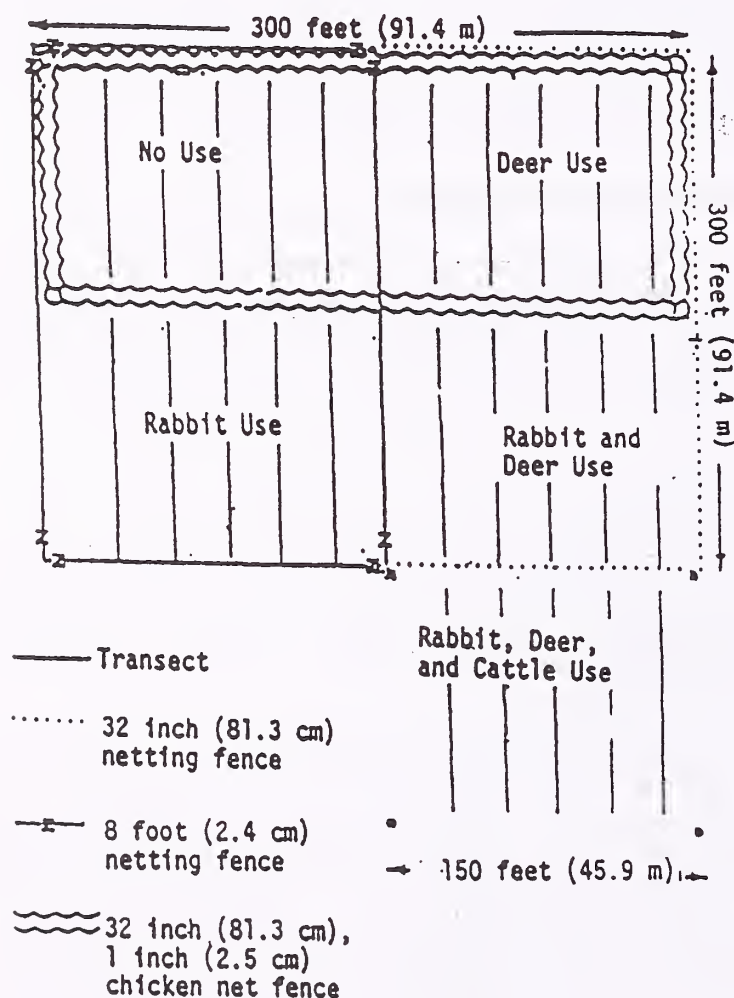 300 feet (91.4 m)
No Use
Deer Use
300 feet (91.4 m)
Rabbit Use
Rabbit and
Deer Use
Rabbit, Deer,
and Cattle Use
Transect
32 inch (81.3 cm)
netting fence
8 foot (2.4 cm)
netting fence
150 feet (45.9 m)
32 inch (81.3 cm),
1 inch (2.5 cm)
chicken net fence